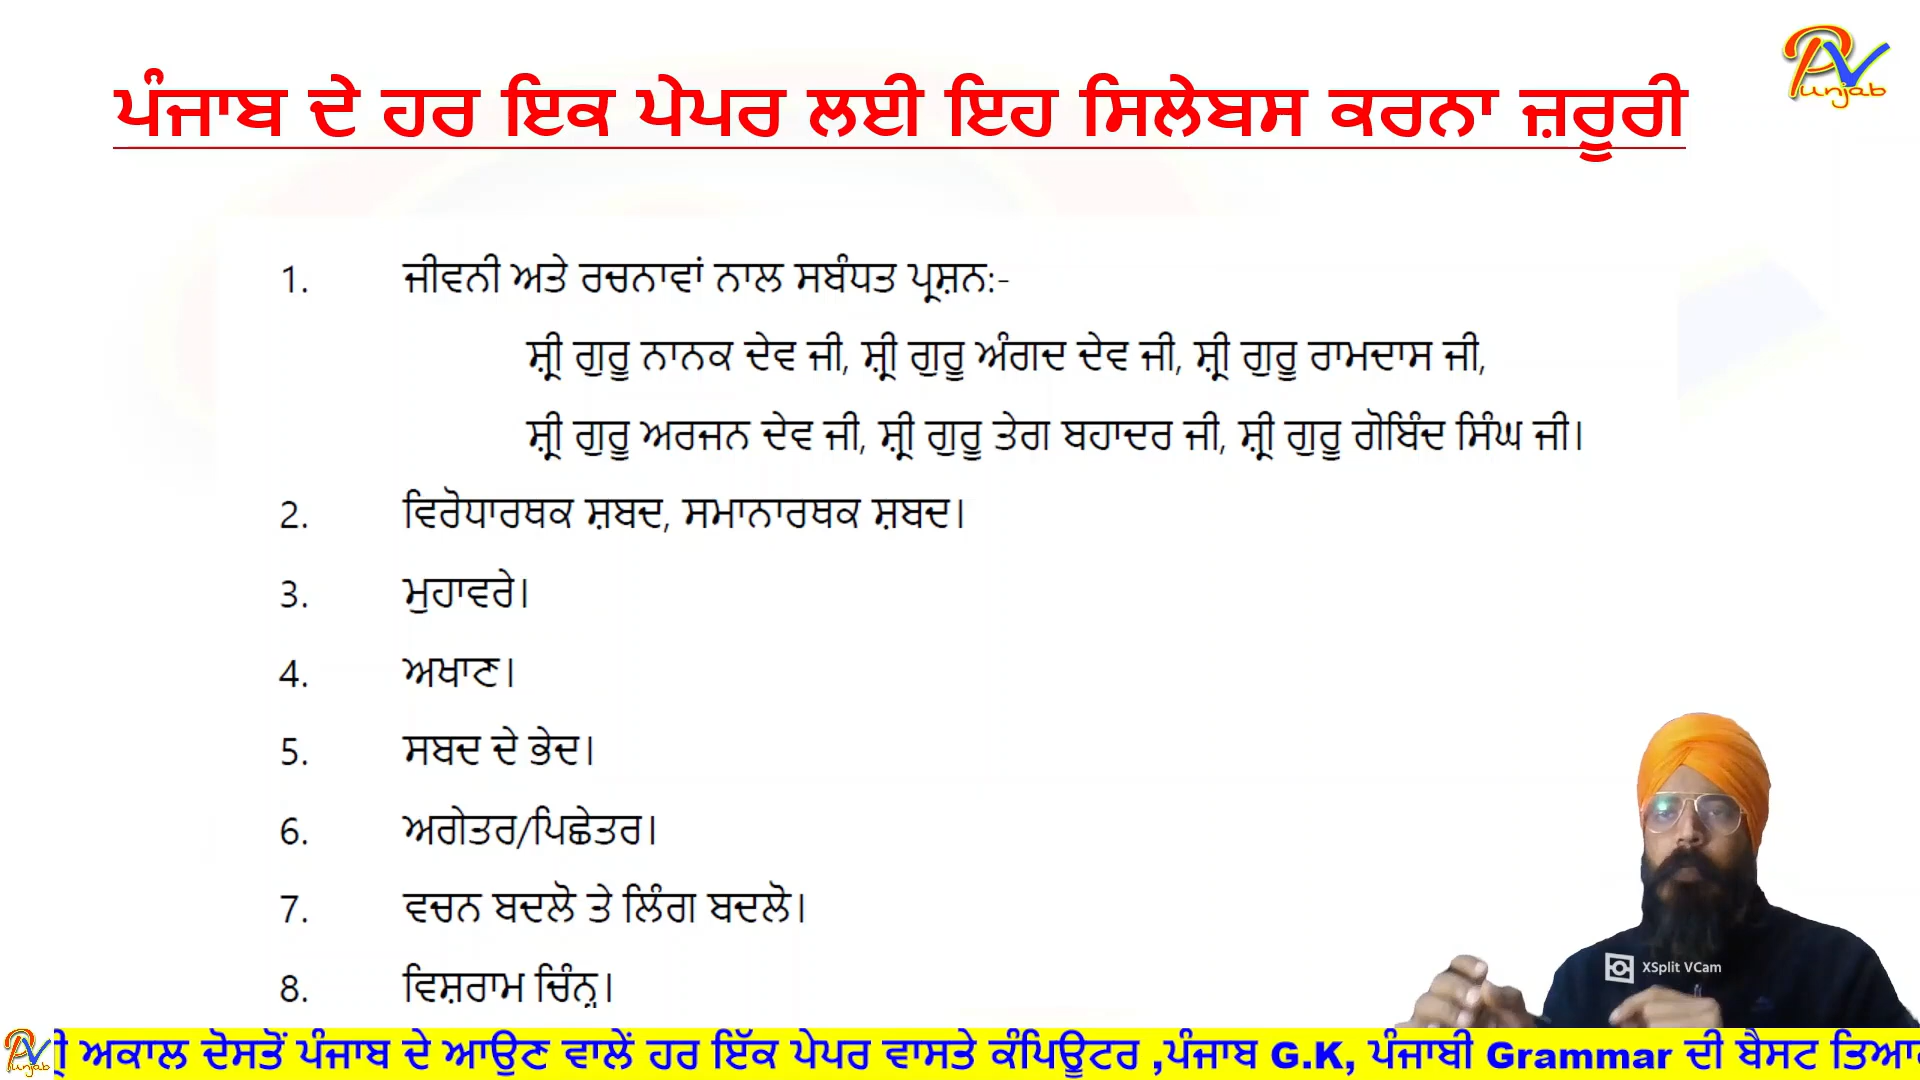 ਪੰਜਾਬ ਦੇ ਹਰ ਇਕ ਪੇਪਰ ਲਈ ਇਹ ਸਿਲੇਬਸ ਕਰਨਾ ਜ਼ਰੂਰੀ
PV
Punjab
1. ਜੀਵਨੀ ਅਤੇ ਰਚਨਾਵਾਂ ਨਾਲ ਸਬੰਧਤ ਪ੍ਰਸ਼ਨ:-
ਸ਼੍ਰੀ ਗੁਰੂ ਨਾਨਕ ਦੇਵ ਜੀ, ਸ਼੍ਰੀ ਗੁਰੂ ਅੰਗਦ ਦੇਵ ਜੀ, ਸ਼੍ਰੀ ਗੁਰੂ ਰਾਮਦਾਸ ਜੀ,
ਸ਼੍ਰੀ ਗੁਰੂ ਅਰਜਨ ਦੇਵ ਜੀ, ਸ਼੍ਰੀ ਗੁਰੂ ਤੇਗ ਬਹਾਦਰ ਜੀ, ਸ਼੍ਰੀ ਗੁਰੂ ਗੋਬਿੰਦ ਸਿੰਘ ਜੀ।
2. ਵਿਰੋਧਾਰਥਕ ਸ਼ਬਦ, ਸਮਾਨਾਰਥਕ ਸ਼ਬਦ।
3. ਮੁਹਾਵਰੇ।
4. ਅਖਾਣ।
5. ਸਬਦ ਦੇ ਭੇਦ।
6. ਅਗੇਤਰ/ਪਿਛੇਤਰ।
7. ਵਚਨ ਬਦਲੋ ਤੇ ਲਿੰਗ ਬਦਲੋ।
8. ਵਿਸ਼ਰਾਮ ਚਿੰਨ੍ਹ।
XSplit VCam
ਅਕਾਲ ਦੋਸਤੋਂ ਪੰਜਾਬ ਦੇ ਆਉਣ ਵਾਲੇਂ ਹਰ ਇੱਕ ਪੇਪਰ ਵਾਸਤੇ ਕੰਪਿਊਟਰ ,ਪੰਜਾਬ G.K, ਪੰਜਾਬੀ Grammar ਦੀ ਬੈਸਟ